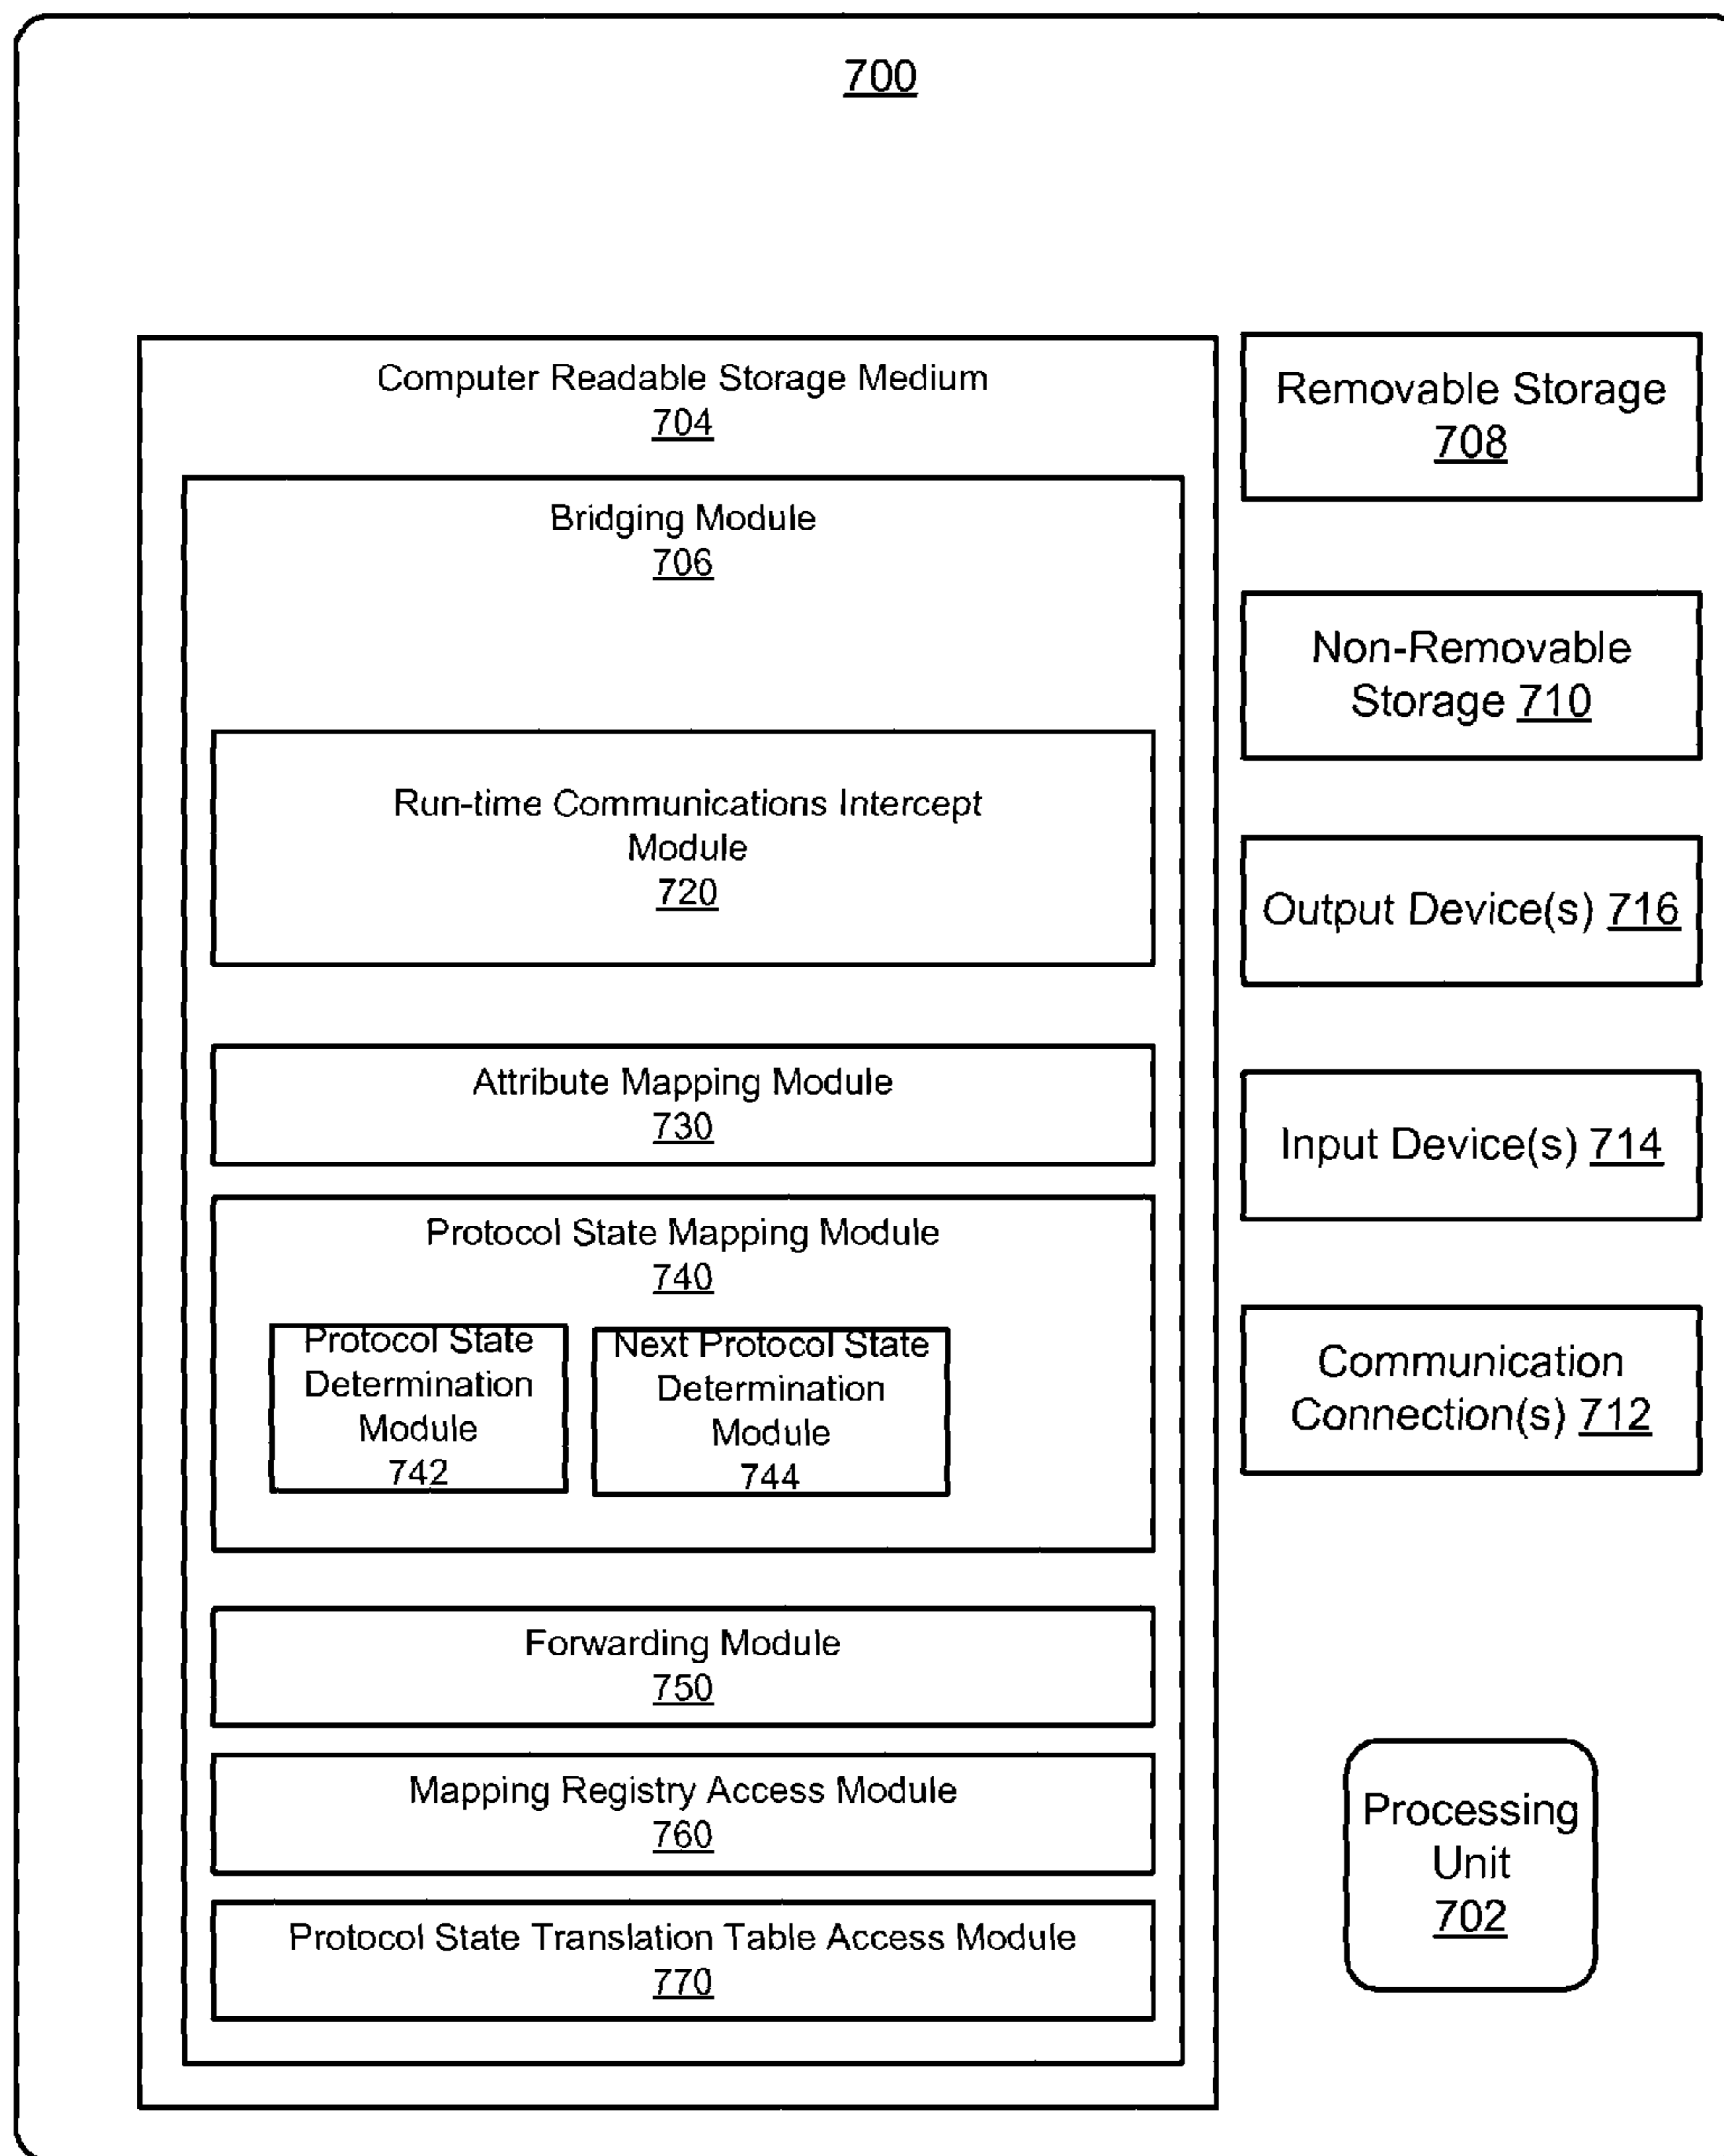 700
Computer Readable Storage Medium
704
Bridging Module
706
Run-time Communications Intercept
Module
720
Attribute Mapping Module
730
Protocol State Mapping Module
740
Protocol State
Determination
Module
742
Next Protocol State
Determination
Module
744
Forwarding Module
750
Mapping Registry Access Module
760
Protocol State Translation Table Access Module
770
Removable Storage
708
Non-Removable
Storage 710
Output Device(s) 716
Input Device(s) 714
Communication
Connection(s) 712
Processing
Unit
702